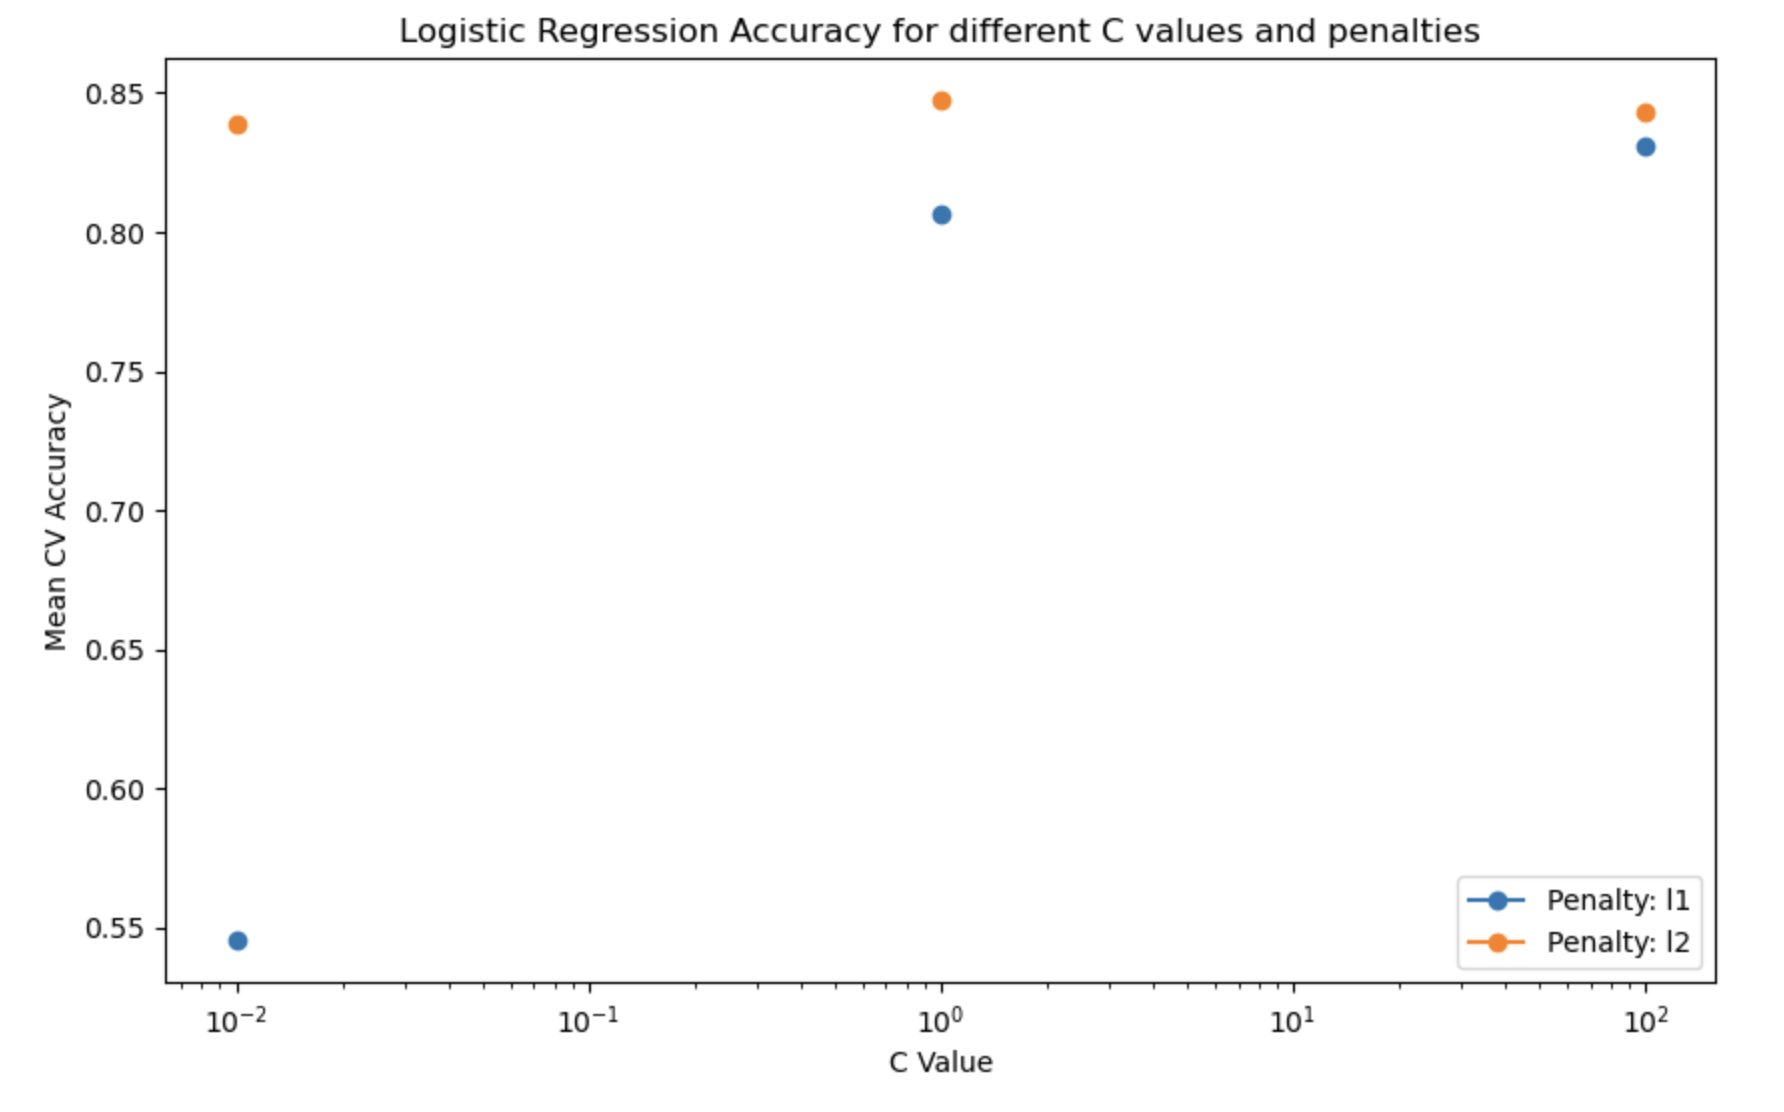 Logistic Regression Accuracy for different C values and penalties
0.85
0.80
0.75
0.70
0.65
0.60
0.55
Mean CV Accuracy
Penalty: l1
Penalty: l2
10⁻² 10⁻¹ 10⁰ 10¹ 10²
C Value